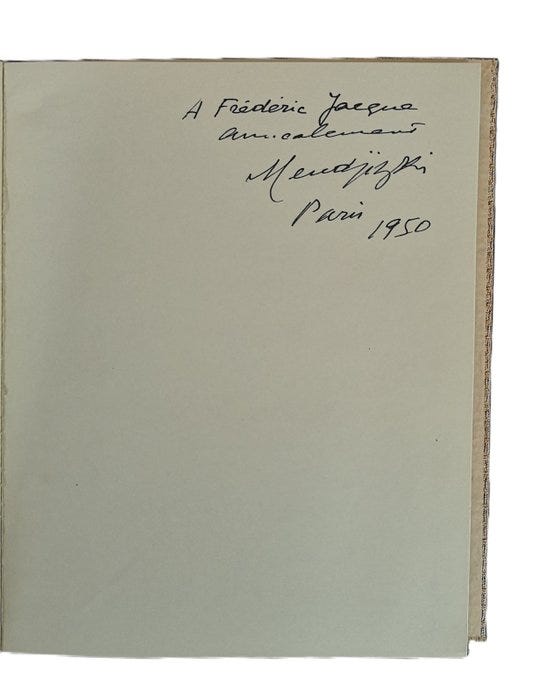 A Frédéric Jacque
amicalement
Mendjizki
Paris
1950